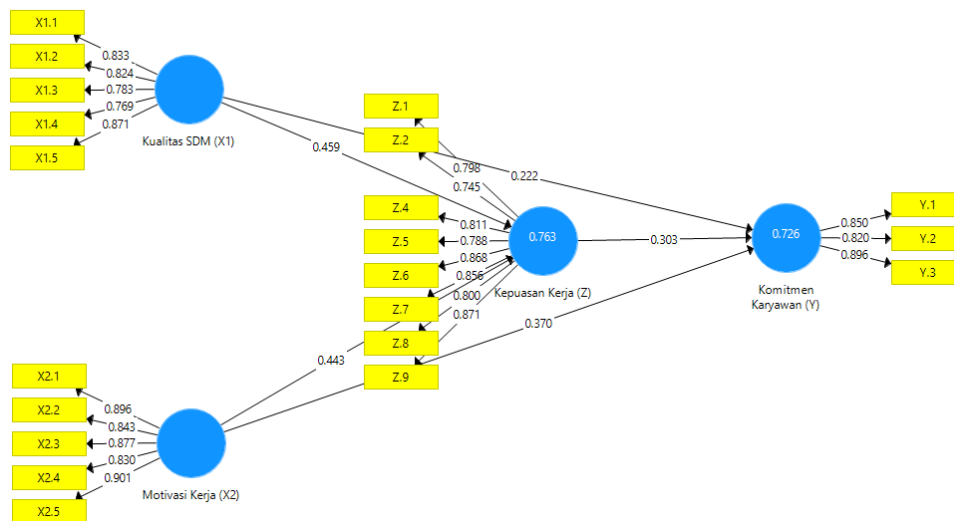 X1.1
X1.2
X1.3
X1.4
X1.5
0.833
0.824
0.783
0.769
0.871
Kualitas SDM (X1)
0.459
0.222
Z.1
Z.2
Z.4
Z.5
Z.6
Z.7
Z.8
Z.9
0.798
0.745
0.811
0.788
0.868
0.856
0.800
0.871
0.763
Kepuasan Kerja (Z)
0.303
0.726
Komitmen
Karyawan (Y)
0.850
0.820
0.896
Y.1
Y.2
Y.3
0.370
0.443
X2.1
X2.2
X2.3
X2.4
X2.5
0.896
0.843
0.877
0.830
0.901
Motivasi Kerja (X2)